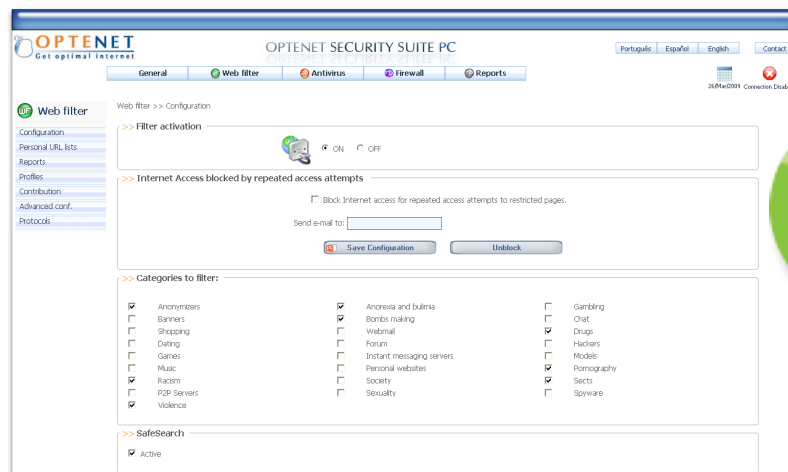 OPTENET
Get optimal internet
OPTENET SECURITY SUITE PC
Português Español English Contact
General Web filter Antivirus Firewall Reports
26/Mar/2009 Connection Disab
Web filter
Configuration
Personal URL lists
Reports
Profiles
Contribution
Advanced conf.
Protocols
Web filter >> Configuration
>> Filter activation
ON OFF
>> Internet Access blocked by repeated access attempts
Block Internet access for repeated access attempts to restricted pages.
Send e-mail to:
Save Configuration Unblock
>> Categories to filter:
Anonymizers Anorexia and bulimia Gambling
Banners Bombs making Chat
Shopping Webmail Drugs
Dating Forum Hackers
Games Instant messaging servers Models
Music Personal websites Pornography
Racism Society Sects
P2P Servers Sexuality Spyware
Violence
>> SafeSearch
Active